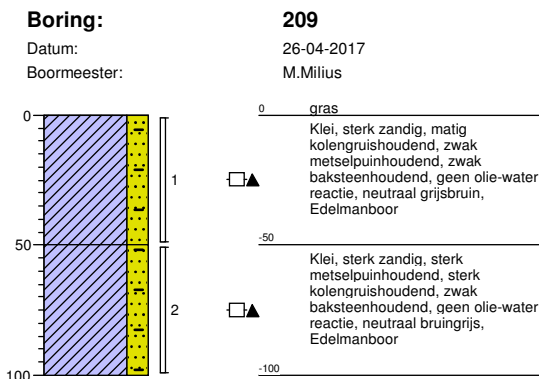 Boring: 209
Datum: 26-04-2017
Boormeester: M.Milius
0
0 gras
Klei, sterk zandig, matig
kolengruishoudend, zwak
metselpuinhoudend, zwak
baksteenhoudend, geen olie-water
reactie, neutraal grijsbruin,
Edelmanboor
1
50
-50
Klei, sterk zandig, sterk
metselpuinhoudend, sterk
kolengruishoudend, zwak
baksteenhoudend, geen olie-water
reactie, neutraal bruingrijs,
Edelmanboor
2
100
-100